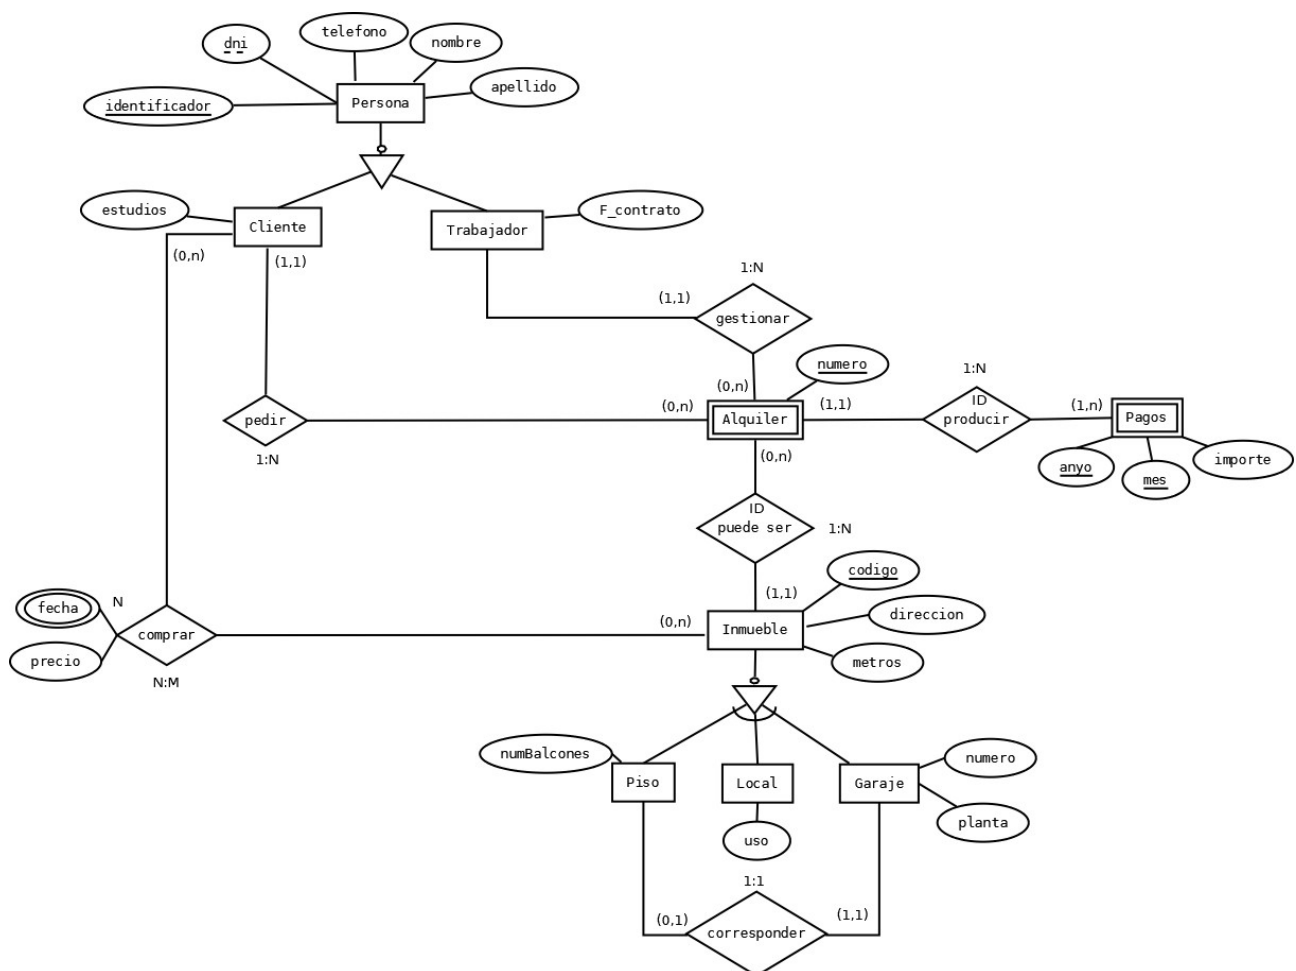 telefono
dni
nombre
apellido
Persona
identificador
estudios
Cliente
Trabajador
F_contrato
(0,n)
(1,1)
1:N
(1,1)
gestionar
numero
1:N
(0,n)
(0,n)
(1,1)
ID
(1,n)
pedir
Alquiler
producir
Pagos
1:N
(0,n)
anyo
mes
importe
ID
puede ser
1:N
codigo
(1,1)
fecha
N
(0,n)
direccion
comprar
Inmueble
precio
metros
N:M
numBalcones
numero
Piso
Local
Garaje
planta
uso
1:1
(0,1)
(1,1)
corresponder